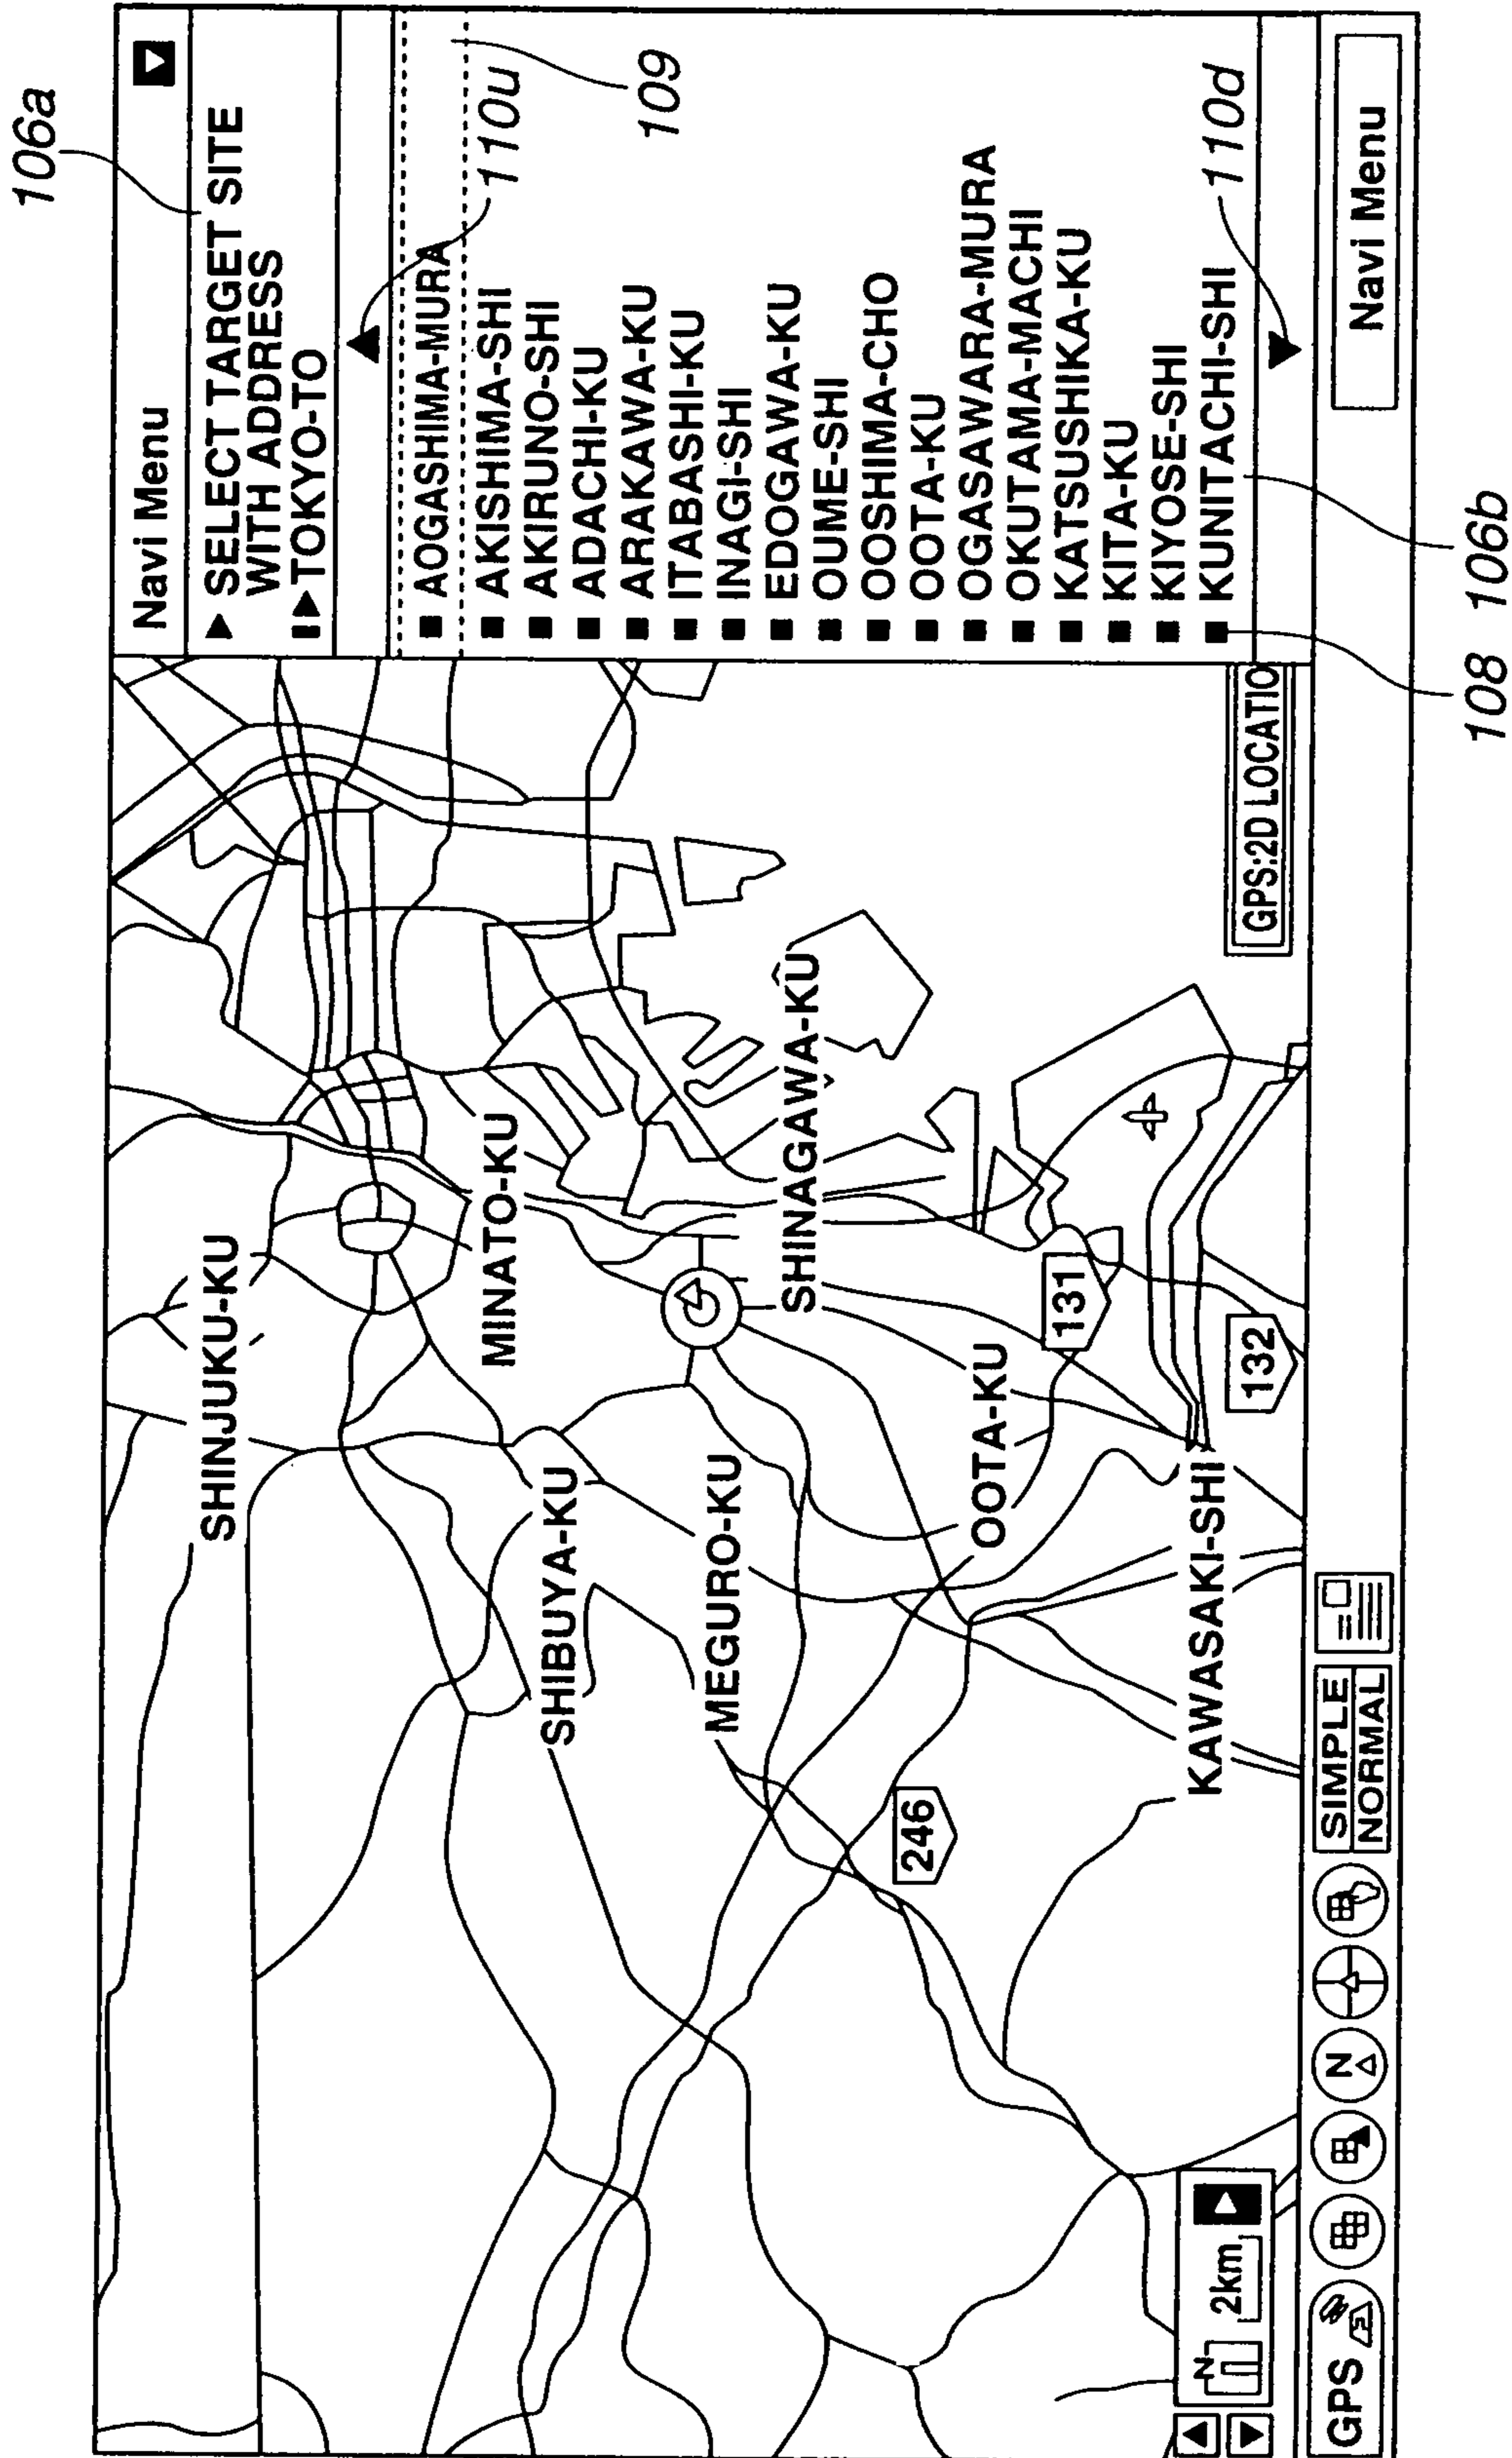 106a
Navi Menu
SELECT TARGET SITE
WITH ADDRESS
TOKYO-TO
109
110u
AOGASHIMA-MURA
AKISHIMA-SHI
AKIRUNO-SHI
ADACHI-KU
ARAKAWA-KU
ITABASHI-KU
INAGI-SHI
EDOGAWA-KU
OUME-SHI
OOSHIMA-CHO
OOTA-KU
OGASAWARA-MURA
OKUTAMA-MACHI
KATSUSHIKA-KU
KITA-KU
KIYOSE-SHI
KUNITACHI-SHI
110d
Navi Menu
108
106b
SHINJUKU-KU
MINATO-KU
SHIBUYA-KU
MEGURO-KU
SHINAGAWA-KU
246
OOTA-KU
131
KAWASAKI-SHI
132
GPS:2D LOCATIO
N
2km
GPS
N
SIMPLE
NORMAL